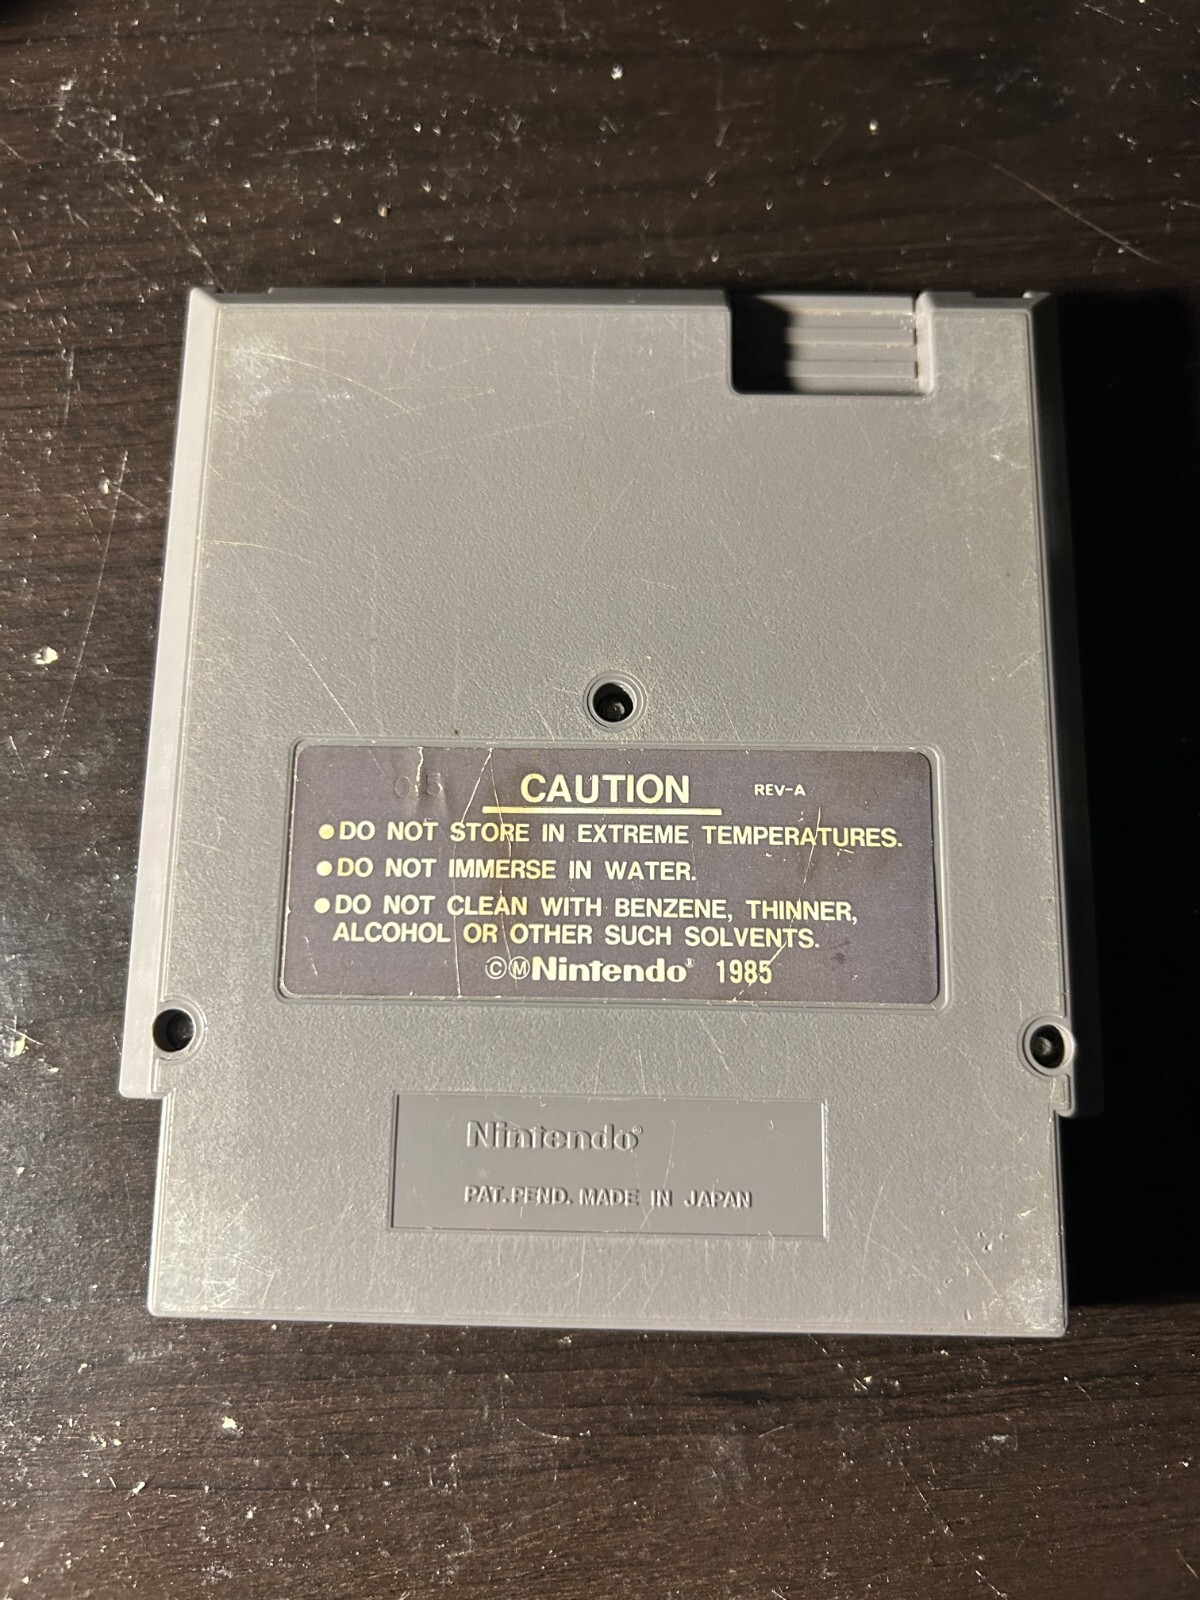 05
CAUTION REV-A
●DO NOT STORE IN EXTREME TEMPERATURES.
●DO NOT IMMERSE IN WATER.
●DO NOT CLEAN WITH BENZENE, THINNER,
ALCOHOL OR OTHER SUCH SOLVENTS.
©ⓂNintendo® 1985
Nintendo®
PAT. PEND. MADE IN JAPAN